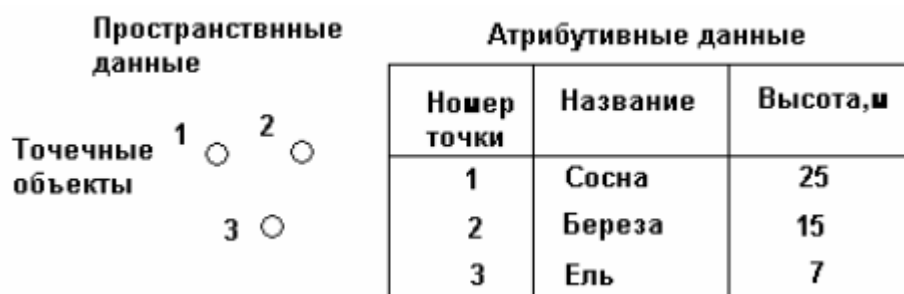 Пространствнные
данные
Точечные
объекты
1
2
3
Атрибутивные данные
Номер
точки
Название
Высота,м
1 Сосна 25
2 Береза 15
3 Ель 7